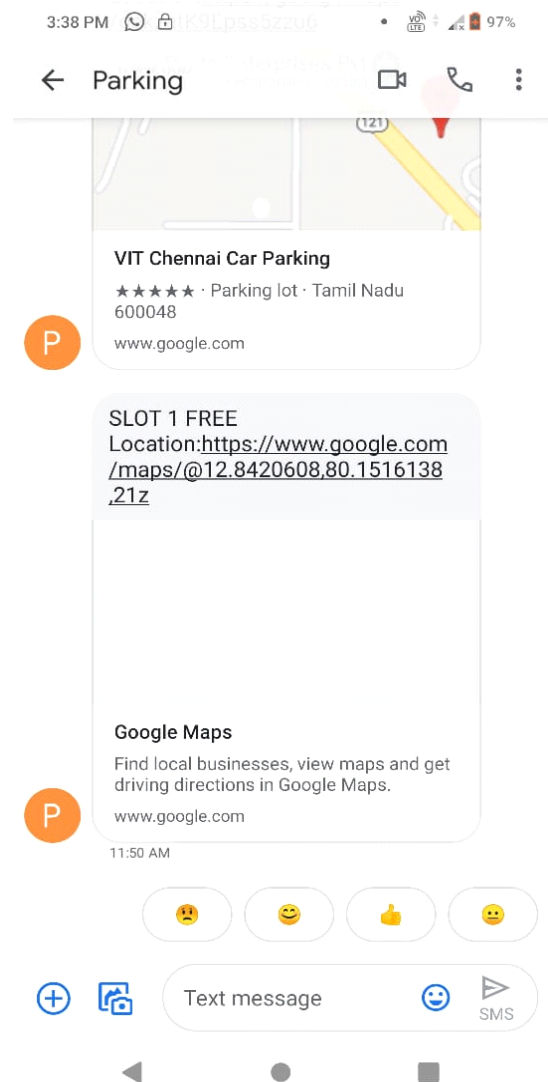 3:38 PM
VO)) LTE
97%
Parking
121
VIT Chennai Car Parking
★★★★★ · Parking lot · Tamil Nadu
600048
www.google.com
P
SLOT 1 FREE
Location:https://www.google.com
/maps/@12.8420608,80.1516138
,21z
Google Maps
Find local businesses, view maps and get
driving directions in Google Maps.
www.google.com
P
11:50 AM
Text message
SMS